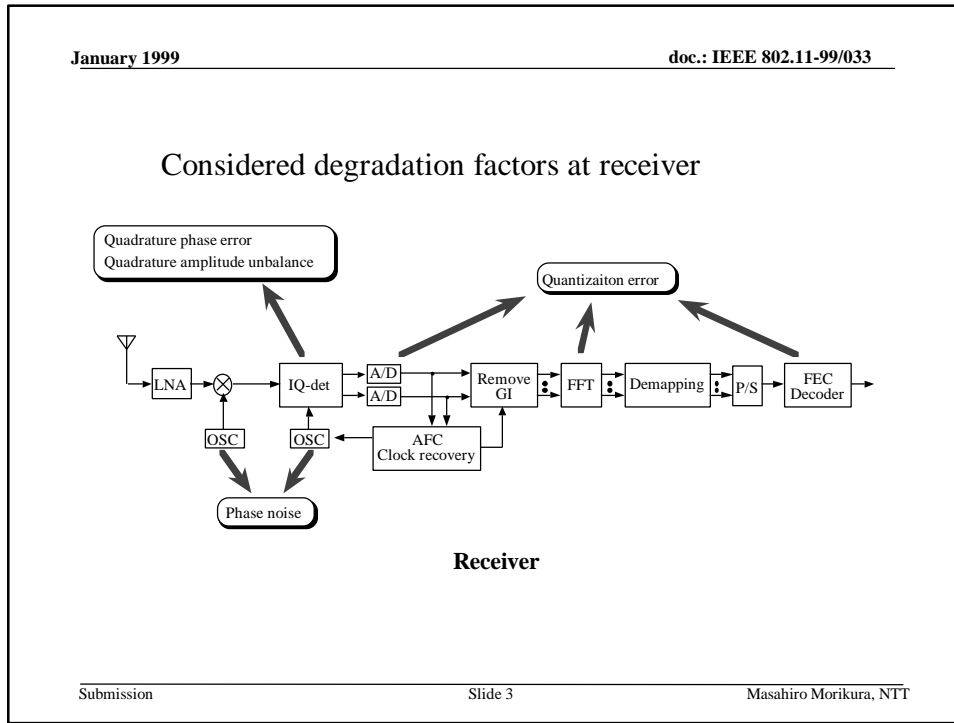 January 1999
doc.: IEEE 802.11-99/033
Considered degradation factors at receiver
Quadrature phase error
Quadrature amplitude unbalance
Quantizaiton error
LNA
IQ-det
A/D
A/D
Remove
GI
FFT
Demapping
P/S
FEC
Decoder
OSC
OSC
AFC
Clock recovery
Phase noise
Receiver
Submission
Slide 3
Masahiro Morikura, NTT